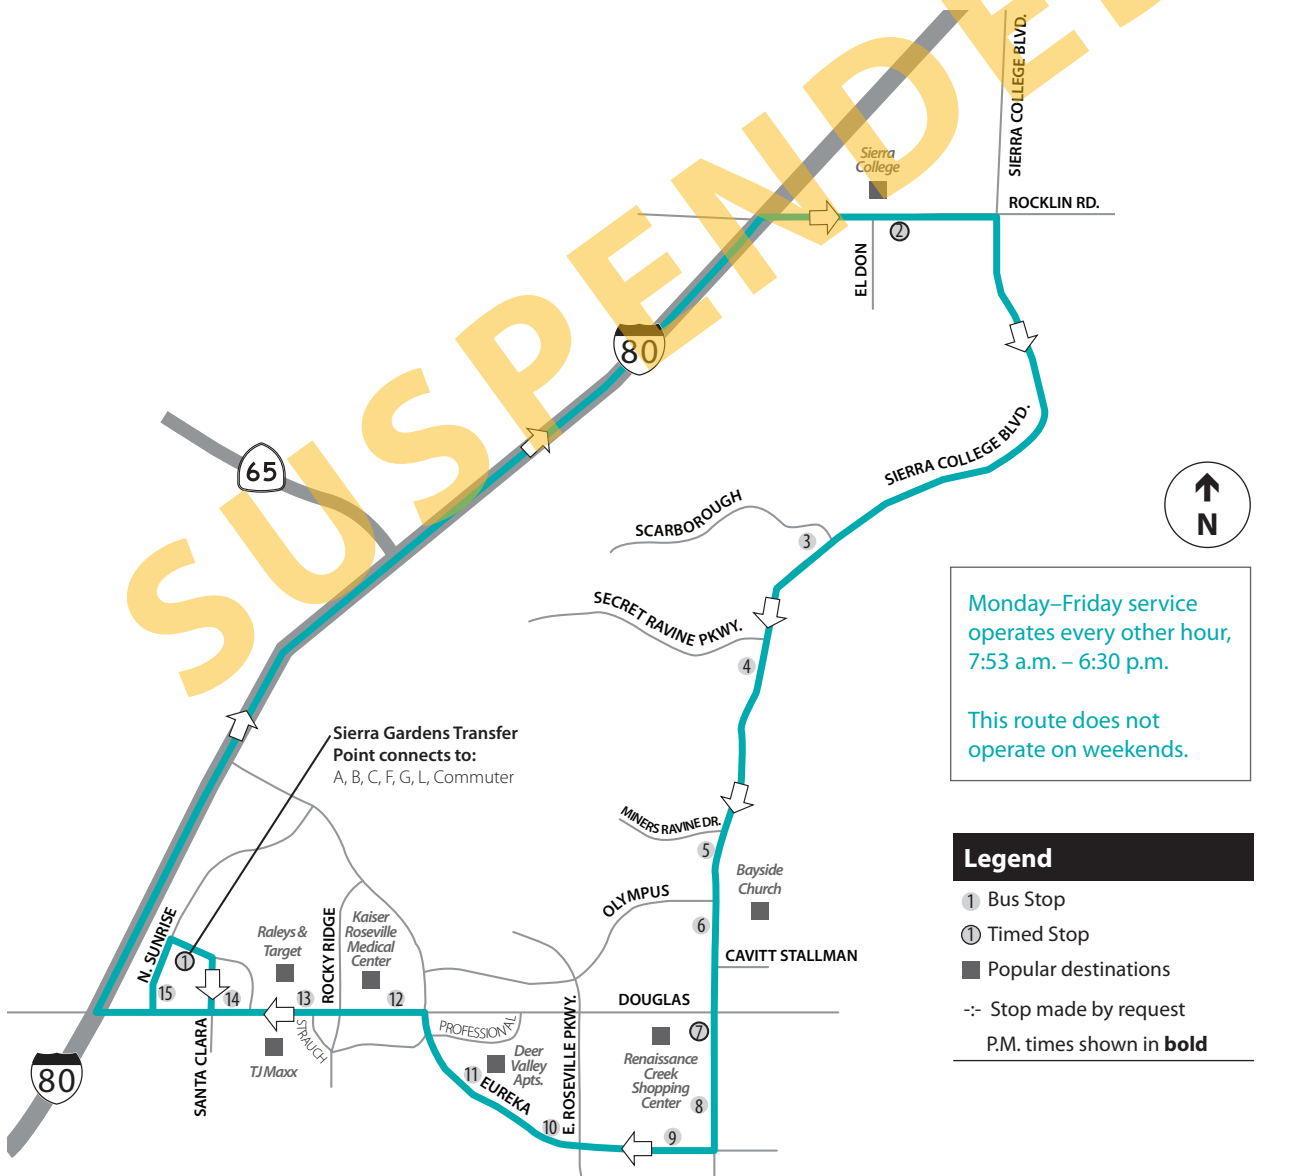 SUSPENDE
SIERRA COLLEGE BLVD.
Sierra
College
ROCKLIN RD.
2
EL DON
80
65
SIERRA COLLEGE BLVD.
SCARBOROUGH
3
N
SECRET RAVINE PKWY.
4
Monday–Friday service
operates every other hour,
7:53 a.m. – 6:30 p.m.
This route does not
operate on weekends.
Sierra Gardens Transfer
Point connects to:
A, B, C, F, G, L, Commuter
MINERS RAVINE DR.
5
Bayside
Church
OLYMPUS
6
CAVITT STALLMAN
N. SUNRISE
1
15
14
Raleys &
Target
13
ROCKY RIDGE
Kaiser
Roseville
Medical
Center
12
DOUGLAS
7
PROFESSIONAL
STRAUCH
SANTA CLARA
TJ Maxx
Deer
Valley
Apts.
11
EUREKA
10
E. ROSEVILLE PKWY.
Renaissance
Creek
Shopping
Center
8
9
80
Legend
1 Bus Stop
1 Timed Stop
Popular destinations
-:- Stop made by request
P.M. times shown in bold